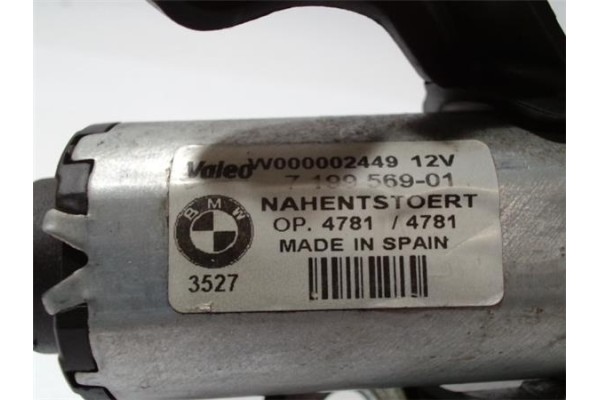 Valeo W000002449 12V
7 199 569-01
BMW
NAHENTSTOERT
OP. 4781 / 4781
MADE IN SPAIN
3527